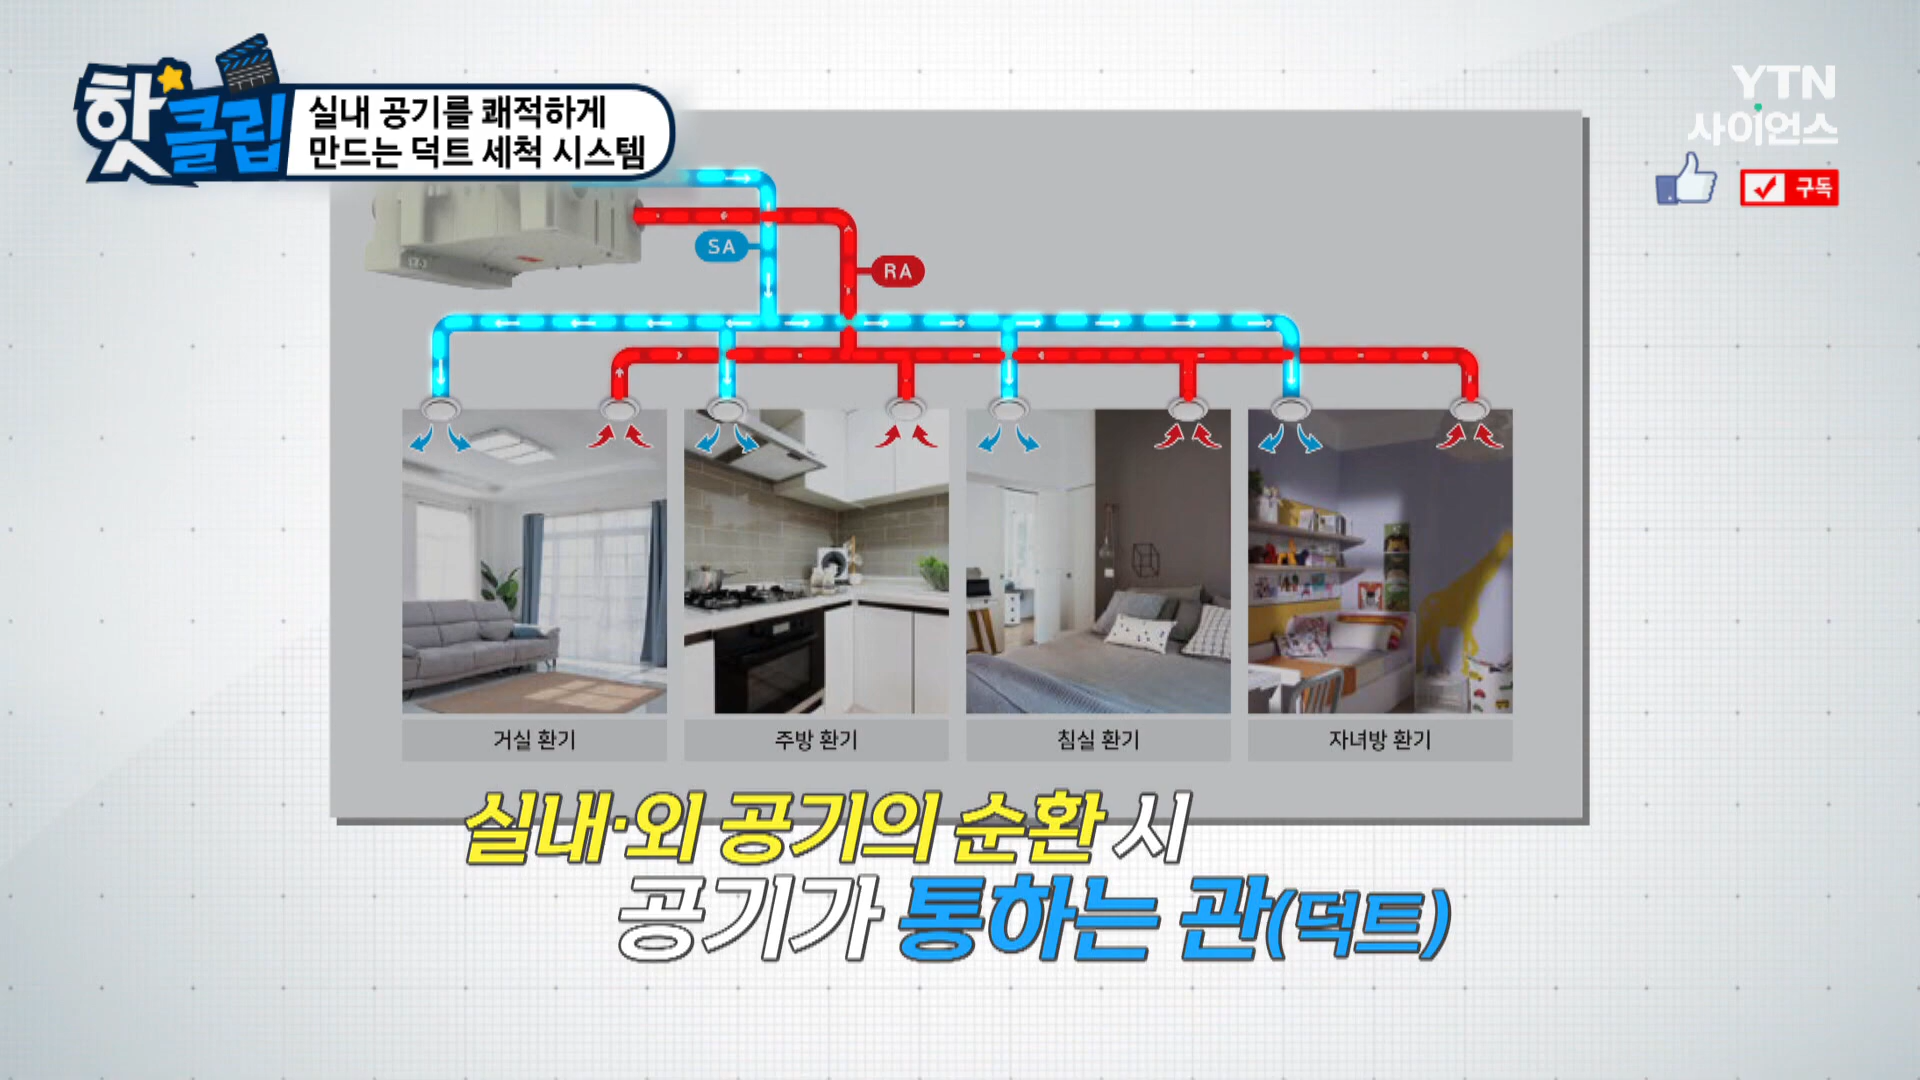 핫클립
실내 공기를 쾌적하게
만드는 덕트 세척 시스템
YTN
사이언스
구독
SA
RA
거실 환기
주방 환기
침실 환기
자녀방 환기
실내·외 공기의 순환 시
공기가 통하는 관(덕트)